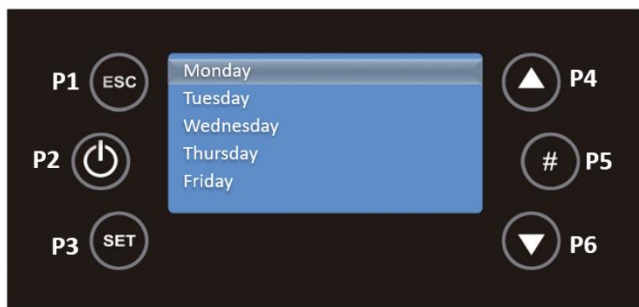 P1 ESC
Monday
Tuesday
Wednesday
Thursday
Friday
P4
P2
# P5
P3 SET
P6